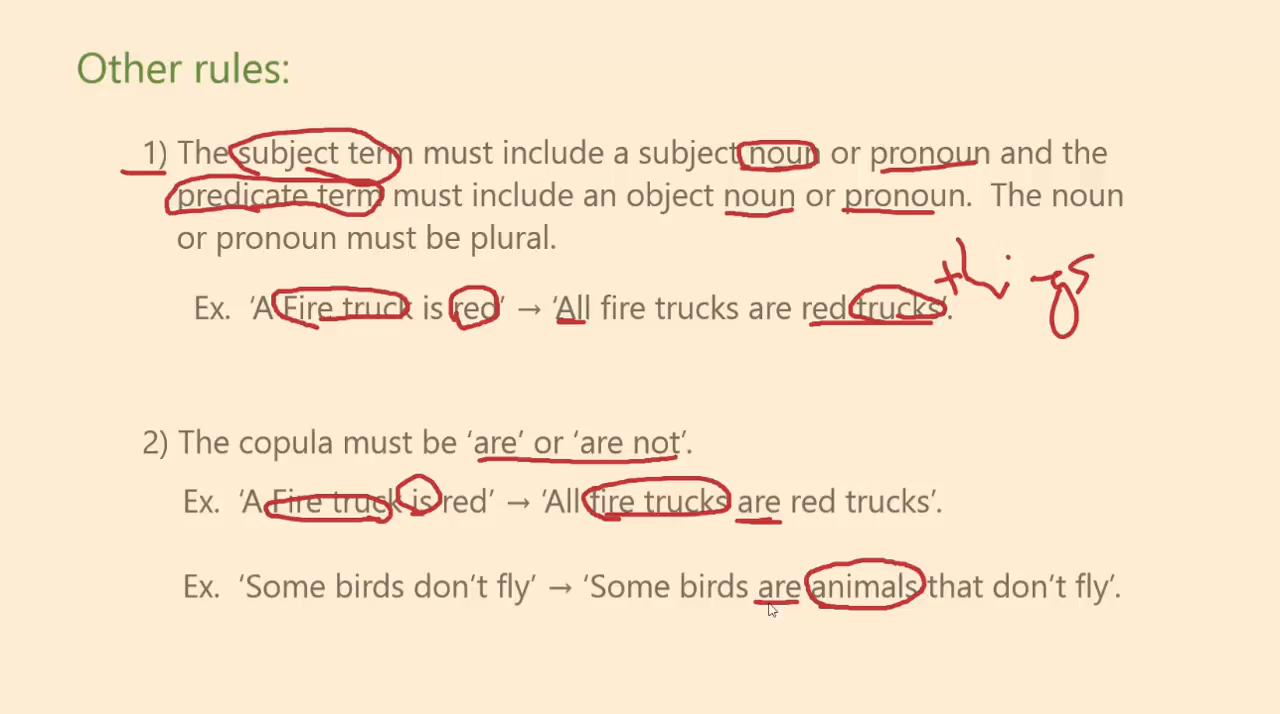 Other rules:
1) The subject term must include a subject noun or pronoun and the
predicate term must include an object noun or pronoun. The noun
or pronoun must be plural.
things
Ex. ‘A Fire truck is red’ → ‘All fire trucks are red trucks’.
2) The copula must be ‘are’ or ‘are not’.
Ex. ‘A Fire truck is red’ → ‘All fire trucks are red trucks’.
Ex. ‘Some birds don’t fly’ → ‘Some birds are animals that don’t fly’.